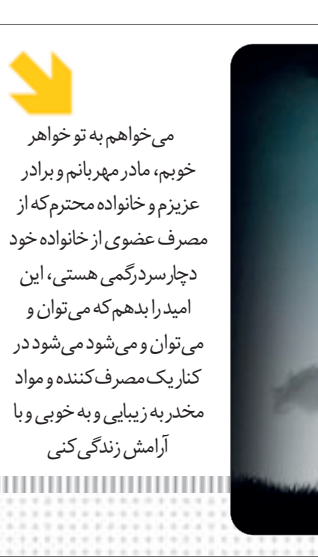 می‌خواهم به تو خواهر
خوبم، مادر مهربانم و برادر
عزیزم و خانواده محترم که از
مصرف عضوی از خانواده خود
دچار سردرگمی هستی، این
امید را بدهم که می‌توان و
می‌توان و می‌شود می‌شود در
کنار یک مصرف‌کننده و مواد
مخدر به زیبایی و به خوبی و با
آرامش زندگی کنی